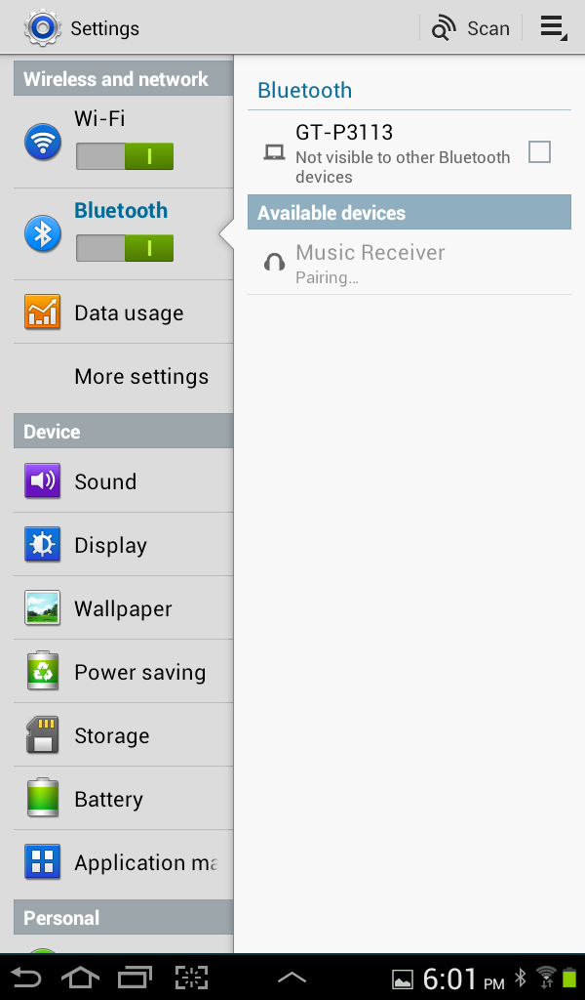 Settings
Scan
Wireless and network
Wi-Fi
Bluetooth
Data usage
More settings
Device
Sound
Display
Wallpaper
Power saving
Storage
Battery
Application ma
Personal
Bluetooth
GT-P3113
Not visible to other Bluetooth
devices
Available devices
Music Receiver
Pairing...
6:01 PM